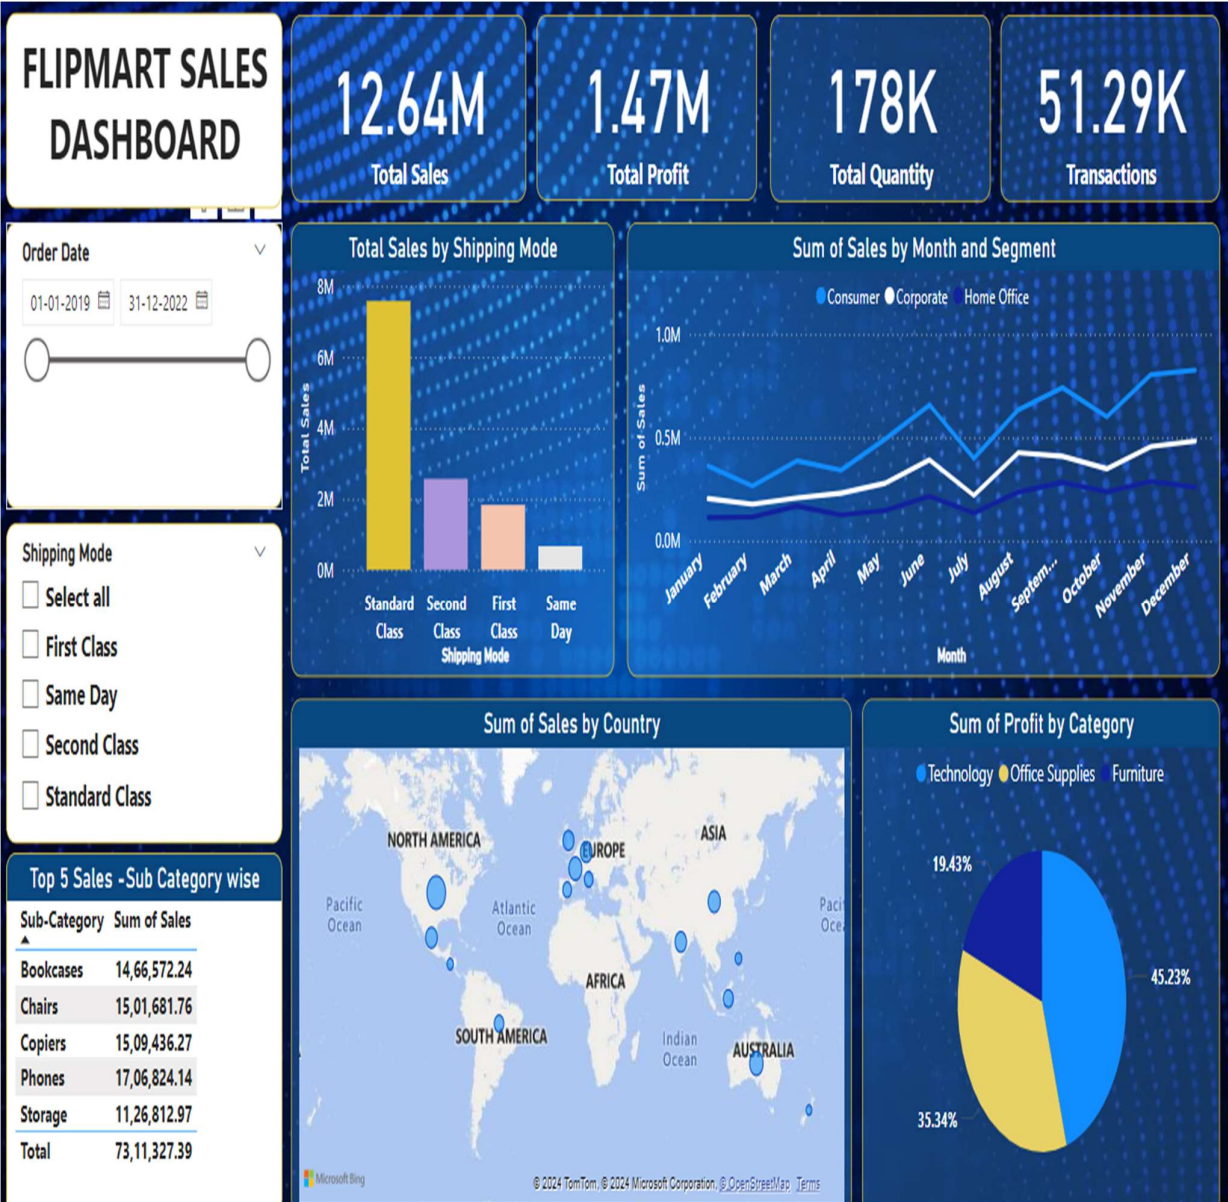 FLIPMART SALES
DASHBOARD
12.64M
Total Sales
1.47M
Total Profit
178K
Total Quantity
51.29K
Transactions
Order Date
01-01-2019
31-12-2022
Shipping Mode
Select all
First Class
Same Day
Second Class
Standard Class
Top 5 Sales -Sub Category wise
Sub-Category Sum of Sales
Bookcases 14,66,572.24
Chairs 15,01,681.76
Copiers 15,09,436.27
Phones 17,06,824.14
Storage 11,26,812.97
Total 73,11,327.39
Total Sales by Shipping Mode
Total Sales
8M
6M
4M
2M
0M
Standard Class
Second Class
First Class
Same Day
Shipping Mode
Sum of Sales by Month and Segment
Consumer Corporate Home Office
Sum of Sales
1.0M
0.5M
0.0M
January
February
March
April
May
June
July
August
Septem...
October
November
December
Month
Sum of Sales by Country
NORTH AMERICA
EUROPE
ASIA
Pacific
Ocean
Atlantic
Ocean
Paci
Ocea
AFRICA
SOUTH AMERICA
Indian
Ocean
AUSTRALIA
Microsoft Bing
© 2024 TomTom, © 2024 Microsoft Corporation, © OpenStreetMap Terms
Sum of Profit by Category
Technology Office Supplies Furniture
19.43%
45.23%
35.34%